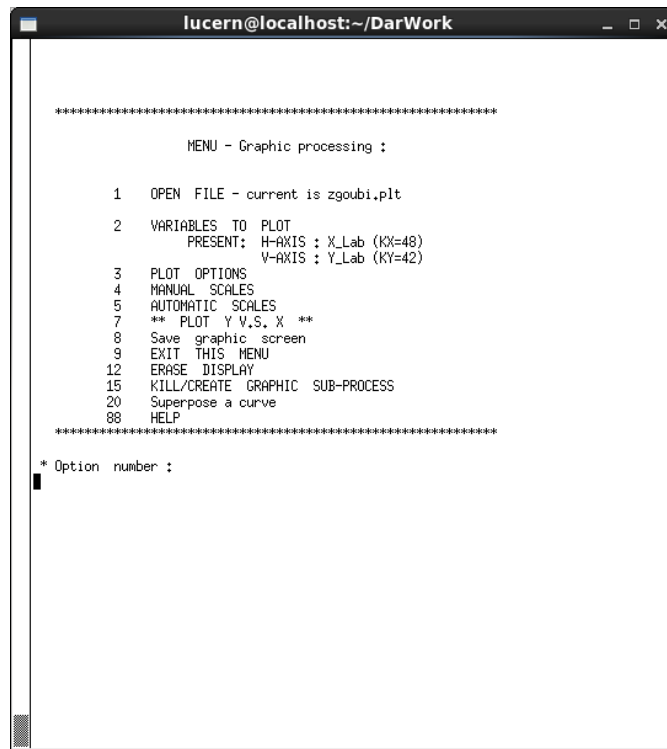 lucern@localhost:~/DarWork
************************************************************
MENU - Graphic processing :
1 OPEN FILE - current is zgoubi.plt
2 VARIABLES TO PLOT
PRESENT: H-AXIS : X_Lab (KX=48)
V-AXIS : Y_Lab (KY=42)
3 PLOT OPTIONS
4 MANUAL SCALES
5 AUTOMATIC SCALES
7 ** PLOT Y V.S. X **
8 Save graphic screen
9 EXIT THIS MENU
12 ERASE DISPLAY
15 KILL/CREATE GRAPHIC SUB-PROCESS
20 Superpose a curve
88 HELP
************************************************************
* Option number :